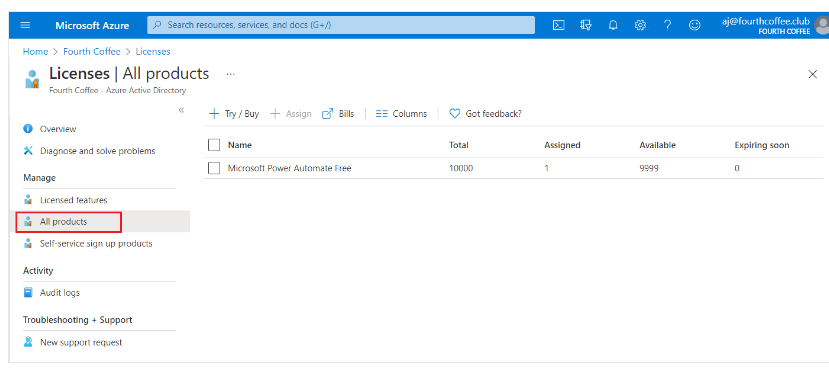 Microsoft Azure
Search resources, services, and docs (G+/)
aj@fourthcoffee.club
FOURTH COFFEE
Home > Fourth Coffee > Licenses
Licenses | All products ...
Fourth Coffee - Azure Active Directory
«
Overview
Diagnose and solve problems
Manage
Licensed features
All products
Self-service sign up products
Activity
Audit logs
Troubleshooting + Support
New support request
Try / Buy Assign Bills Columns Got feedback?
Name Total Assigned Available Expiring soon
Microsoft Power Automate Free 10000 1 9999 0